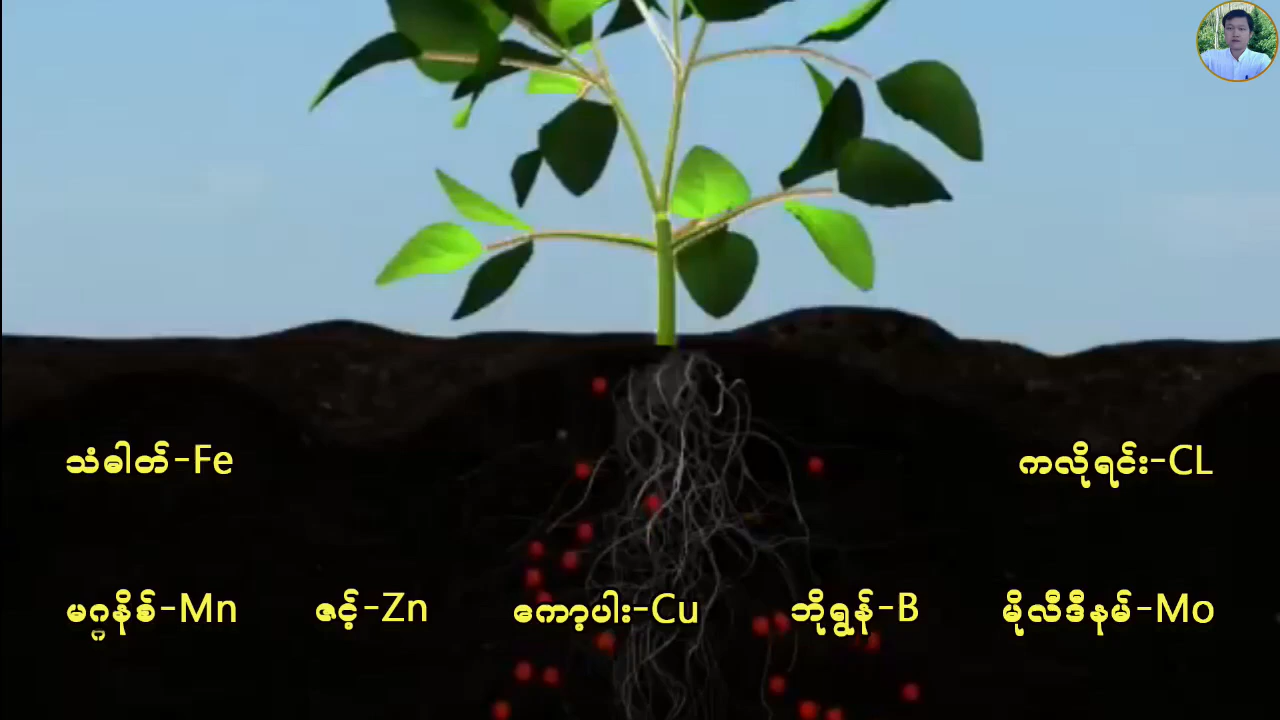 သံဓါတ်-Fe
ကလိုရင်း-CL
မဂ္ဂနိစ်-Mn
ဇင့်-Zn
ကော့ပါး-Cu
ဘိုရွန်-B
မိုလီဒီနမ်-Mo